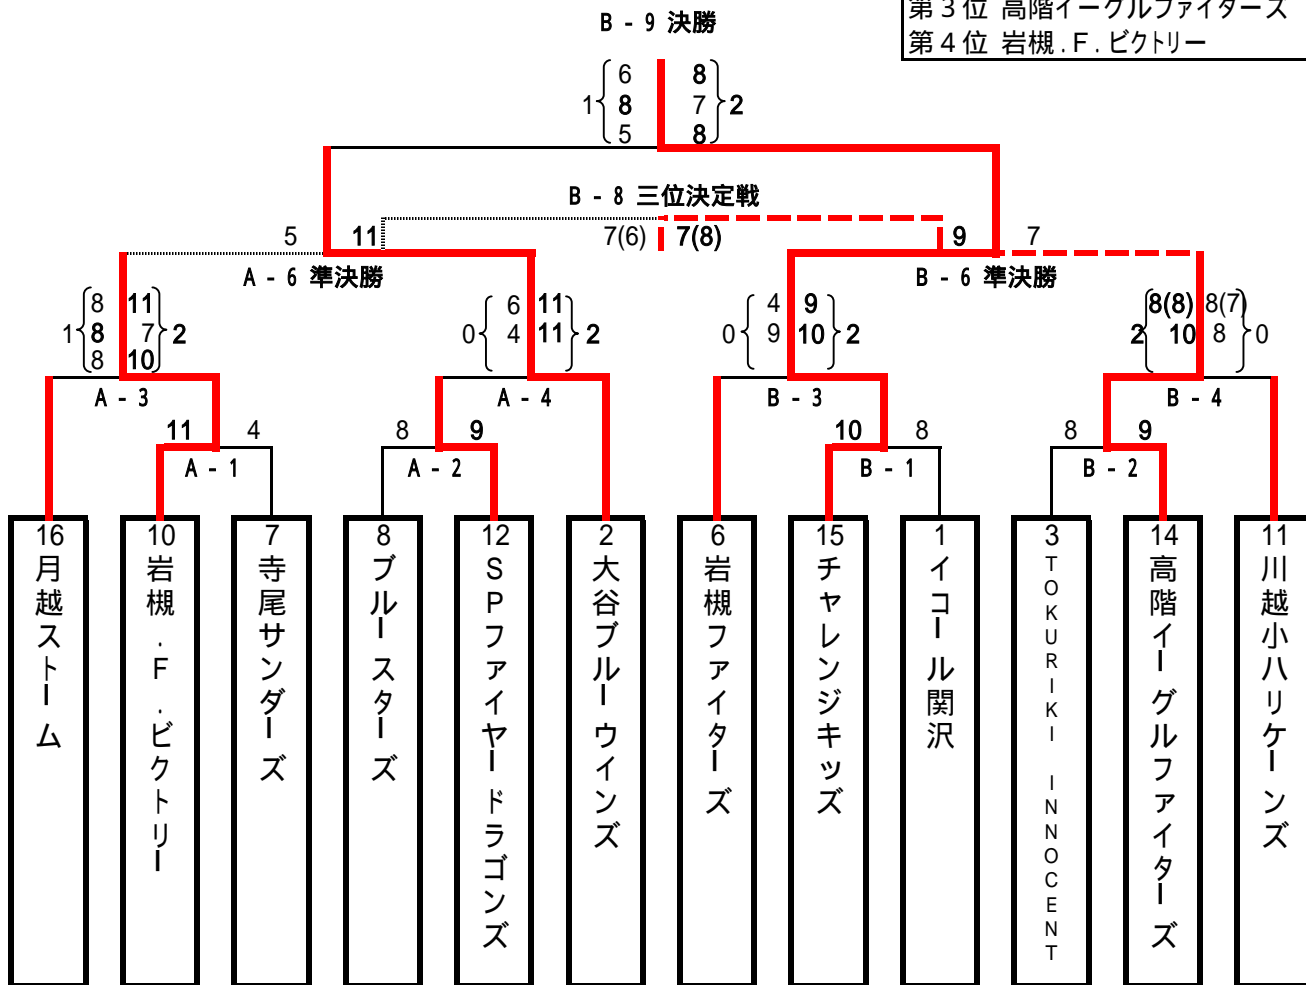 第３位 高階イーグルファイターズ
第４位 岩槻．Ｆ．ビクトリー
B - 9 決勝
6 8
1 8 7 2
5 8
B - 8 三位決定戦
5 11 7(6) 7(8) 9 7
A - 6 準決勝 B - 6 準決勝
8 11 6 11 4 9 8(8) 8(7)
1 8 7 2 0 4 11 2 0 9 10 2 2 10 8 0
8 10
A - 3 A - 4 B - 3 B - 4
11 4 8 9 10 8 8 9
A - 1 A - 2 B - 1 B - 2
16 10 7 8 12 2 6 15 1 3 14 11
月越ストーム
岩槻．Ｆ．ビクトリー
寺尾サンダーズ
ブルースターズ
ＳＰファイヤードラゴンズ
大谷ブルーウインズ
岩槻ファイターズ
チャレンジキッズ
イコール関沢
TOKURIKI INNOCENT
高階イーグルファイターズ
川越小ハリケーンズ